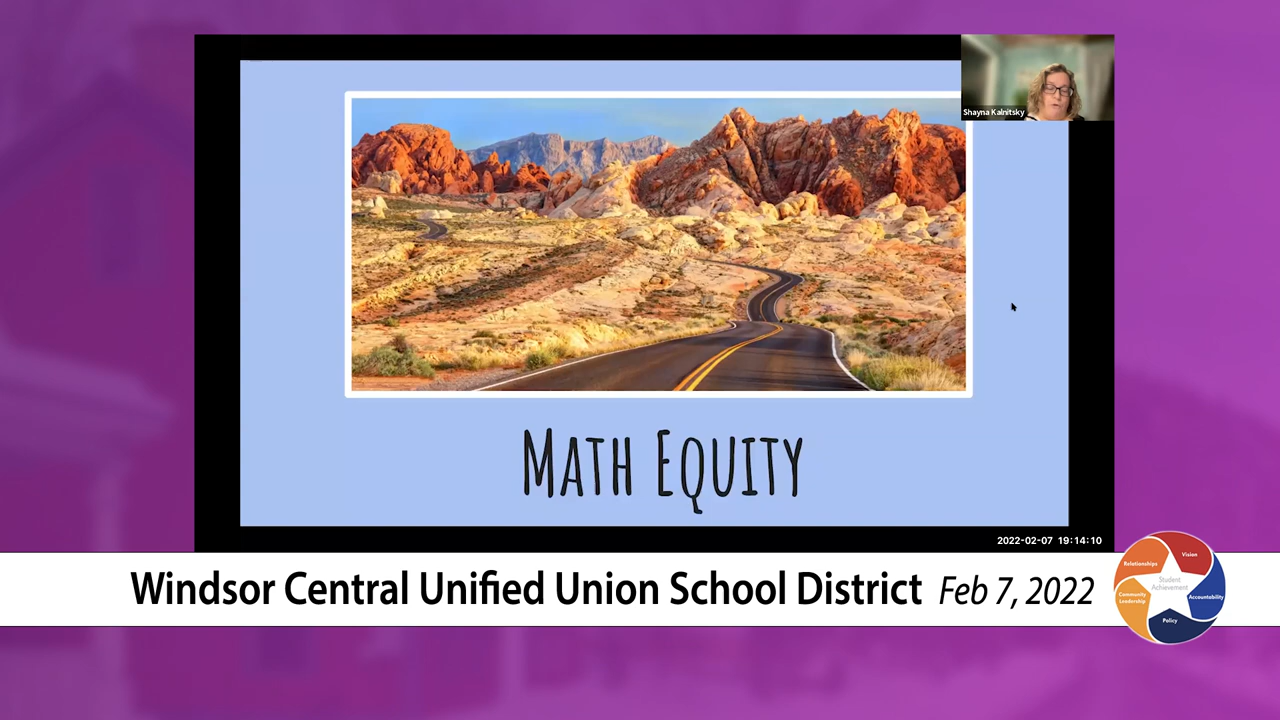 Shayna Kalnitsky
MATH EQUITY
2022-02-07 19:14:10
Windsor Central Unified Union School District Feb 7, 2022
Vision
Relationships
Student
Achievement
Community
Leadership
Accountability
Policy